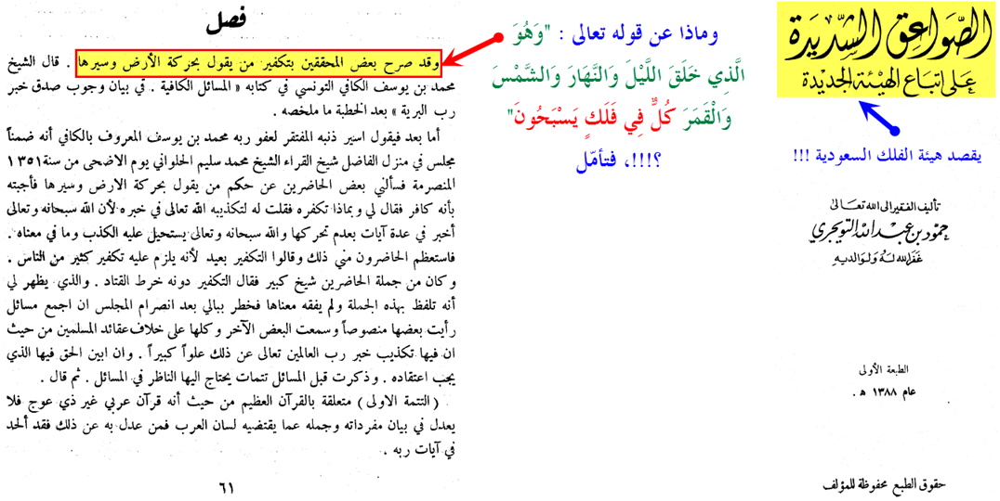 الصواعق الشديدة
على اتباع الهيئة الجديدة
يقصد هيئة الفلك السعودية !!!
تأليف الفقير إلى الله تعالى
حمود بن عبد الله التويجري
غفر الله له ولوالديه
الطبعة الأولى
عام ١٣٨٨ هـ .
حقوق الطبع محفوظة للمؤلف
وماذا عن قوله تعالى : "وَهُوَ
الَّذِي خَلَقَ اللَّيْلَ وَالنَّهَارَ وَالشَّمْسَ
وَالْقَمَرَ كُلٌّ فِي فَلَكٍ يَسْبَحُونَ"
؟!!!، فتأمّل
فصل
وقد صرح بعض المحققين بتكفير من يقول بحركة الأرض وسيرها . قال الشيخ
محمد بن يوسف الكافي التونسي في كتابه « المسائل الكافية . في بيان وجوب صدق خبر
رب البرية » بعد الخطبة ما ملخصه .
أما بعد فيقول اسير ذنبه المفتقر لعفو ربه محمد بن يوسف المعروف بالكافي أنه ضمناً
مجلس في منزل الفاضل شيخ القراء الشيخ محمد سليم الحلواني يوم الاضحى من سنة ١٣٥١
المنصرمة فسألني بعض الحاضرين عن حكم من يقول بحركة الارض وسيرها فأجبته
بأنه كافر فقال لي وبماذا تكفره فقلت له لتكذيبه الله تعالى في خبره لأن الله سبحانه وتعالى
أخبر في عدة آيات بعدم تحركها والله سبحانه وتعالى يستحيل عليه الكذب وما في معناه .
فاستعظم الحاضرون مني ذلك وقالوا التكفير بعيد لأنه يلزم عليه تكفير كثير من الناس .
وكان من جملة الحاضرين شيخ كبير فقال التكفير دونه خرط القتاد . والذي يظهر لي
أنه تلفظ بهذه الجملة ولم يفقه معناها فخطر ببالي بعد انصرام المجلس ان اجمع مسائل
رأيت بعضها منصوصاً وسمعت البعض الآخر وكلها على خلاف عقائد المسلمين من حيث
ان فيها تكذيب خبر رب العالمين تعالى عن ذلك علواً كبيراً . وان ابين الحق فيها الذي
يجب اعتقاده . وذكرت قبل المسائل تتمات يحتاج اليها الناظر في المسائل . ثم قال .
( التتمة الاولى ) متعلقة بالقرآن العظيم من حيث أنه قرآن عربي غير ذي عوج فلا
يعدل في بيان مفرداته وجمله عما يقتضيه لسان العرب فمن عدل به عن ذلك فقد ألحد
في آيات ربه .
٦١